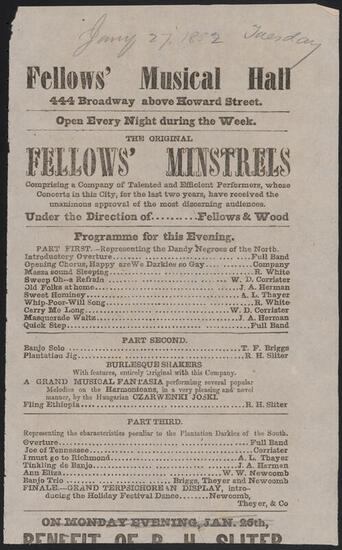 Jany 27, 1852 Tuesday
Fellows' Musical Hall
444 Broadway above Howard Street.
Open Every Night during the Week.
THE ORIGINAL
FELLOWS' MINSTRELS
Comprising a Company of Talented and Efficient Performers, whose
Concerts in this City, for the last two years, have received the
unanimous approval of the most discerning audiences.
Under the Direction of.........Fellows & Wood
Programme for this Evening.
PART FIRST.—Representing the Dandy Negroes of the North.
Introductory Overture....Full Band
Opening Chorus, Happy are We Darkies so Gay....Company
Massa sound Sleeping....R. White
Sweep Oh—a Refrain....W. D. Corrister
Old Folks at home....J. A. Herman
Sweet Hominey....A. L. Thayer
Whip-Poor-Will Song....R. White
Carry Me Long....W. D. Corrister
Masquerade Waltz....J. A. Herman
Quick Step....Full Band
PART SECOND.
Banjo Solo....T. F. Briggs
Plantation Jig....R. H. Sliter
BURLESQUE SHAKERS
With features, entirely Original with this Company.
A GRAND MUSICAL FANTASIA performing several popular
Melodies on the Harmoniceons, in a very pleasing and novel
manner, by the Hungarian CZARWENKI JOSKI.
Fling Ethiopia....R. H. Sliter
PART THIRD.
Representing the characteristics peculiar to the Plantation Darkies of the South.
Overture....Full Band
Joe of Tennessee....Corrister
I must go to Richmond....A. L. Thayer
Tinkling de Banjo....J. A. Herman
Ann Eliza....W. W. Newcomb
Banjo Trio....Briggs, Thayer and Newcomb
FINALE—GRAND TERPSICHOREAN DISPLAY, intro-
ducing the Holiday Festival Dance....Newcomb,
Thayer, & Co
ON MONDAY EVENING, JAN. 26th,
BENEFIT OF R. H. SLITER